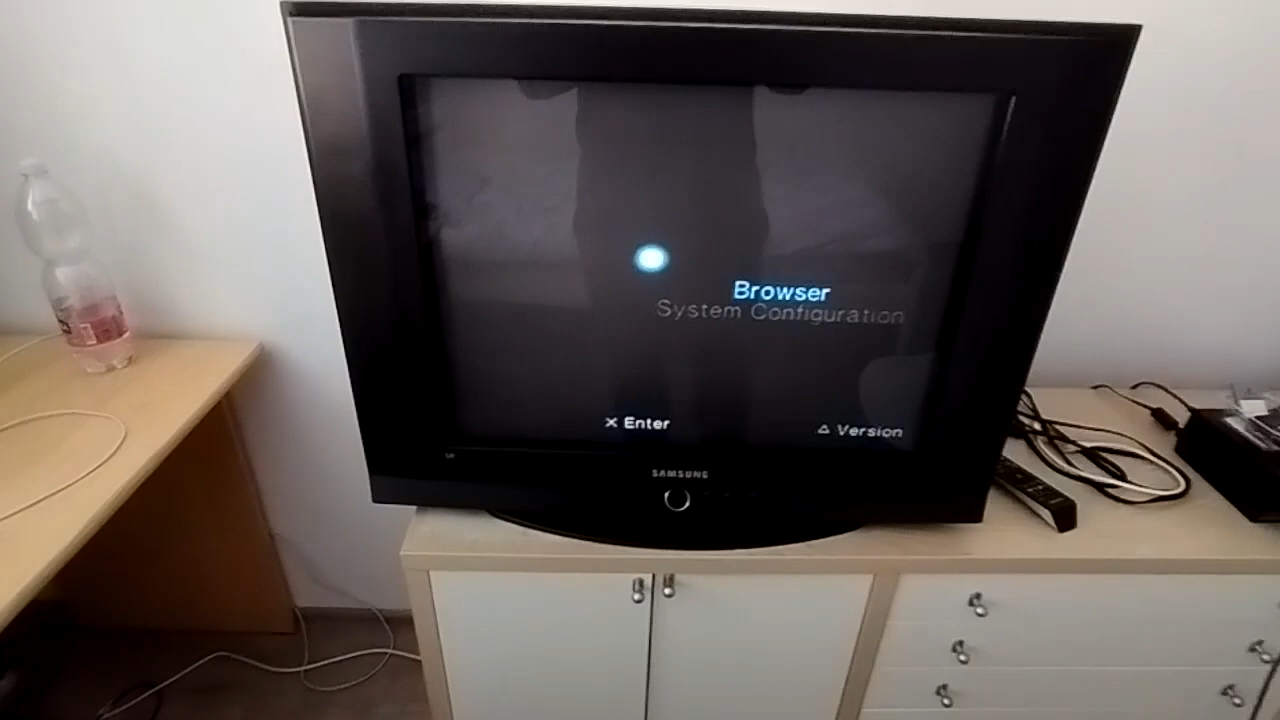 Browser
System Configuration
✕ Enter
△ Version
SAMSUNG